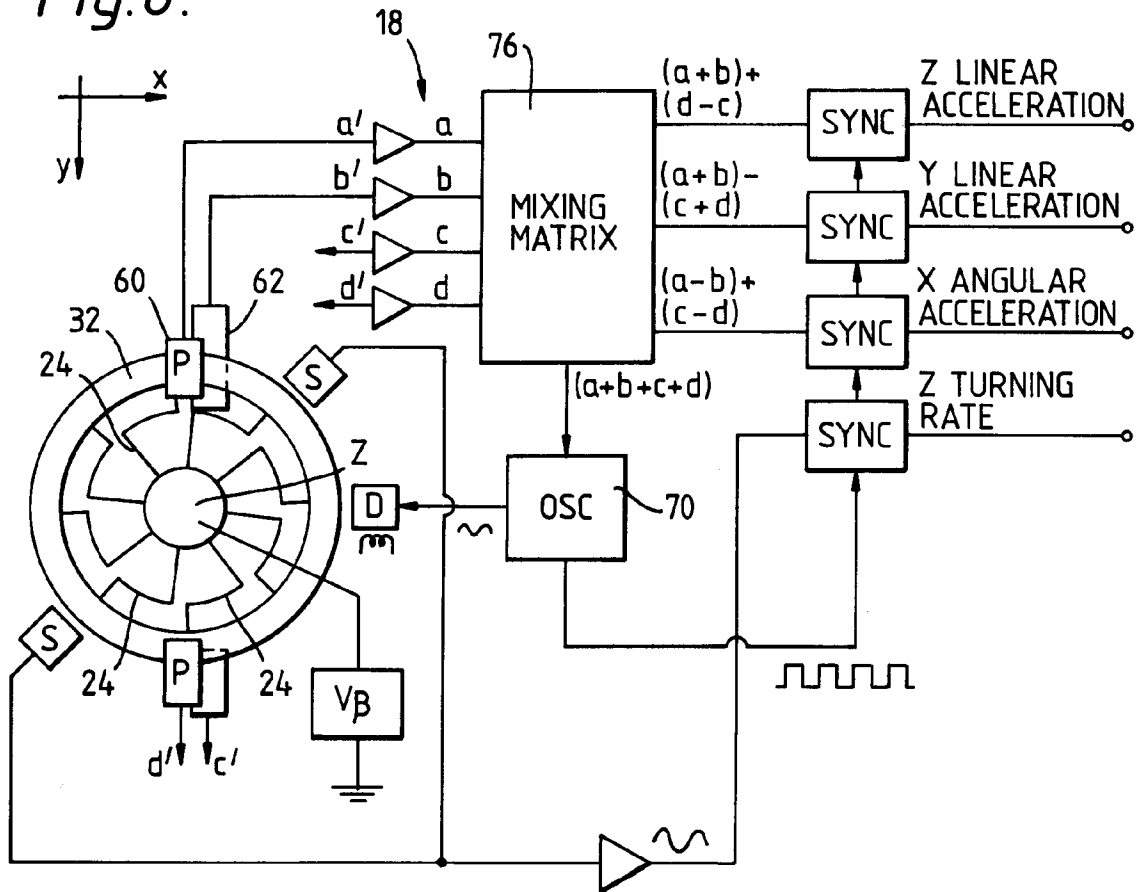 Fig.6.
x
y
18
76
a' a
b' b
c' c
d' d
MIXING
MATRIX
(a+b)+
(d-c)
(a+b)-
(c+d)
(a-b)+
(c-d)
(a+b+c+d)
SYNC
SYNC
SYNC
SYNC
Z LINEAR
ACCELERATION
Y LINEAR
ACCELERATION
X ANGULAR
ACCELERATION
Z TURNING
RATE
60
62
32
24
P
S
Z
D
OSC
70
S
24
P
24
Vβ
d' c'